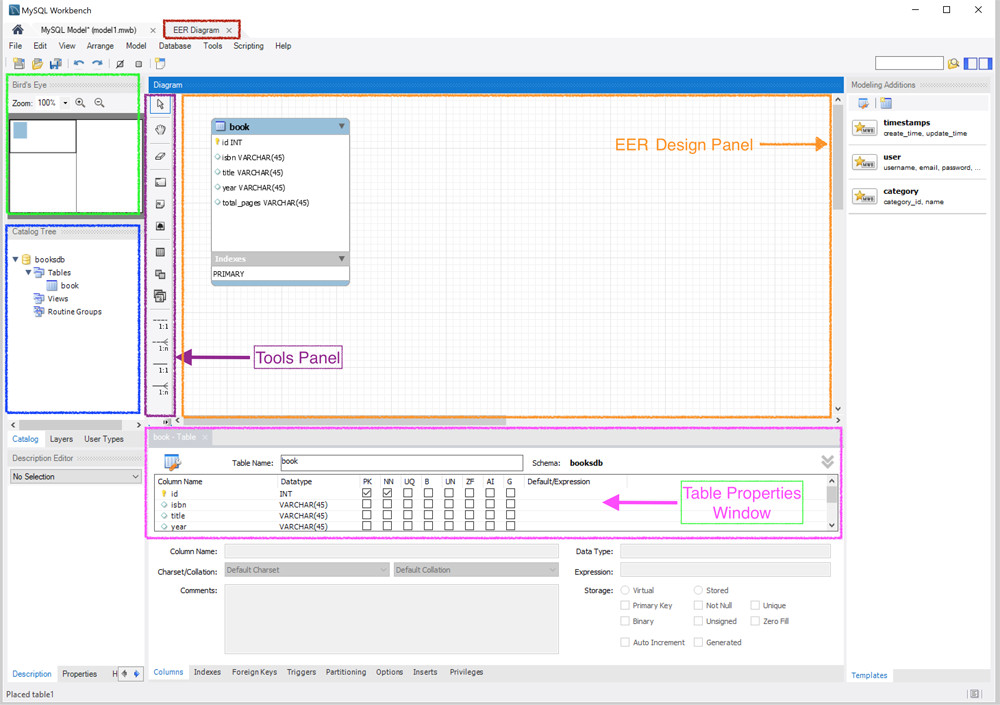 MySQL Workbench
MySQL Model* (model1.mwb) ×
EER Diagram ×
File Edit View Arrange Model Database Tools Scripting Help
Bird's Eye
Zoom: 100%
Diagram
Modeling Additions
timestamps
create_time, update_time
user
username, email, password, ...
category
category_id, name
book
id INT
isbn VARCHAR(45)
title VARCHAR(45)
year VARCHAR(45)
total_pages VARCHAR(45)
Indexes
PRIMARY
EER Design Panel
Catalog Tree
booksdb
Tables
book
Views
Routine Groups
1:1
1:n
1:1
1:n
Tools Panel
Catalog Layers User Types
Description Editor
No Selection
book - Table ×
Table Name: book Schema: booksdb
Column Name Datatype PK NN UQ B UN ZF AI G Default/Expression
id INT
isbn VARCHAR(45)
title VARCHAR(45)
year VARCHAR(45)
Table Properties
Window
Column Name: Data Type:
Charset/Collation: Default Charset Default Collation Expression:
Comments: Storage: Virtual Stored
Primary Key Not Null Unique
Binary Unsigned Zero Fill
Auto Increment Generated
Description Properties H
Columns Indexes Foreign Keys Triggers Partitioning Options Inserts Privileges
Templates
Placed table1